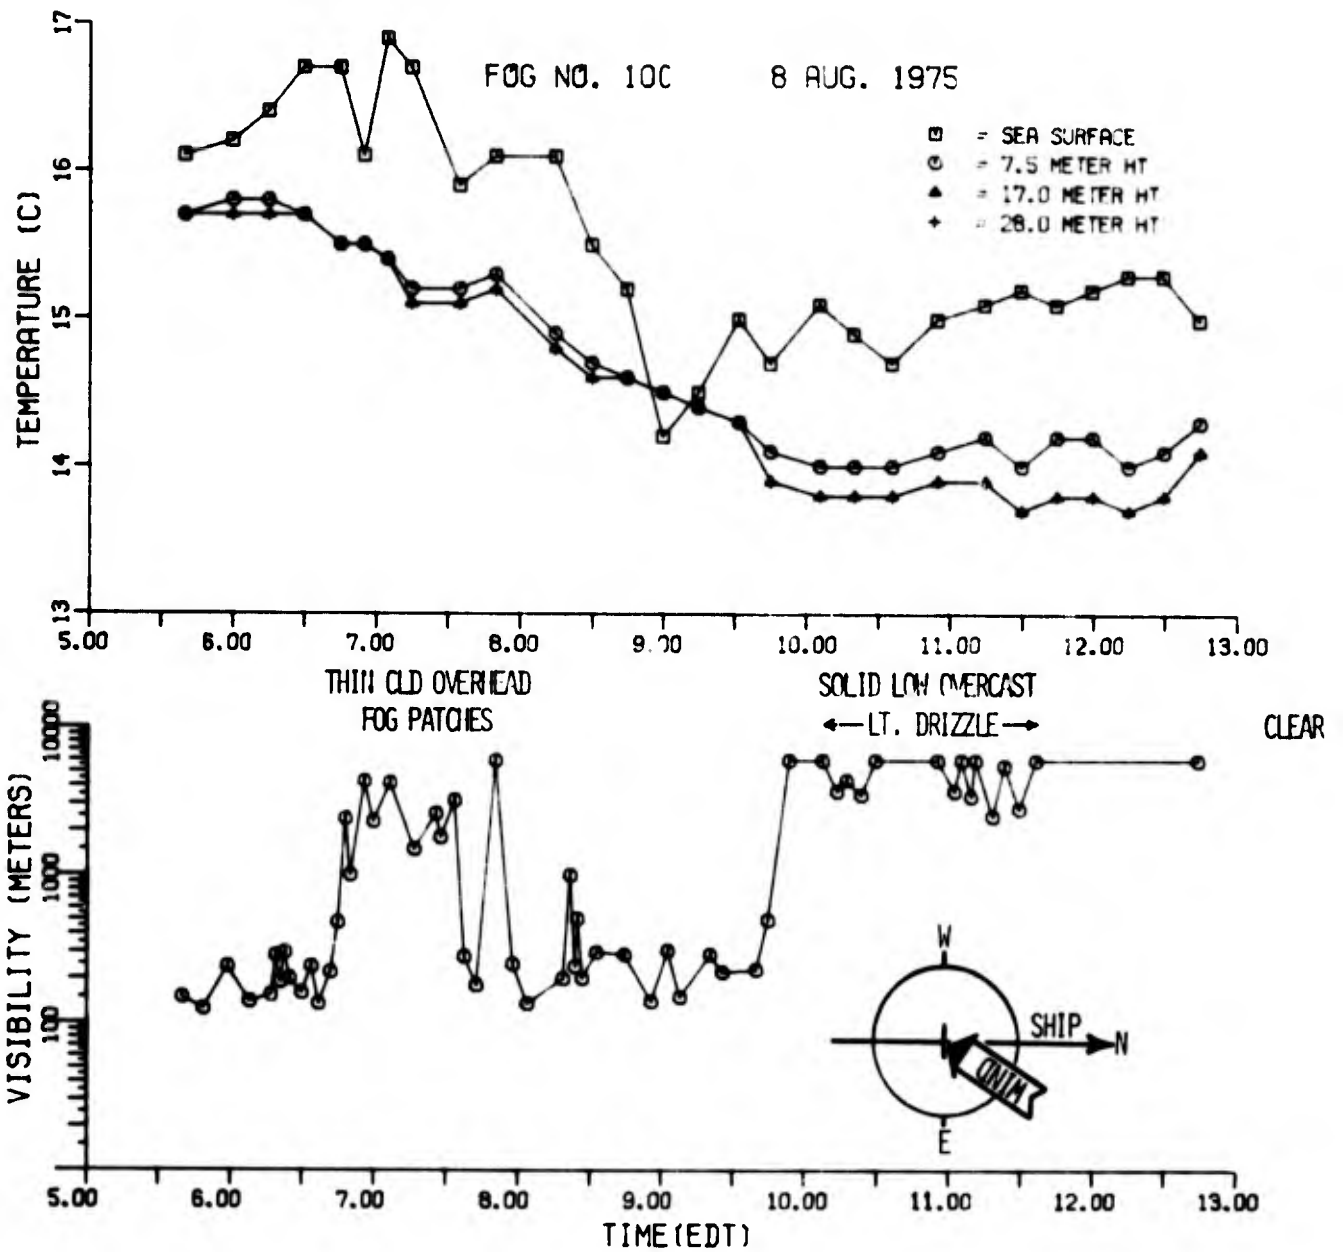 17
FOG NO. 10C 8 AUG. 1975
= SEA SURFACE
16
= 7.5 METER HT
= 17.0 METER HT
= 28.0 METER HT
TEMPERATURE (C)
15
14
13
5.00 6.00 7.00 8.00 9.00 10.00 11.00 12.00 13.00
THIN CLD OVERHEAD
SOLID LOW OVERCAST
FOG PATCHES
LT. DRIZZLE
CLEAR
10000
1000
100
VISIBILITY (METERS)
W
SHIP
N
WIND
E
5.00 6.00 7.00 8.00 9.00 10.00 11.00 12.00 13.00
TIME(EDT)